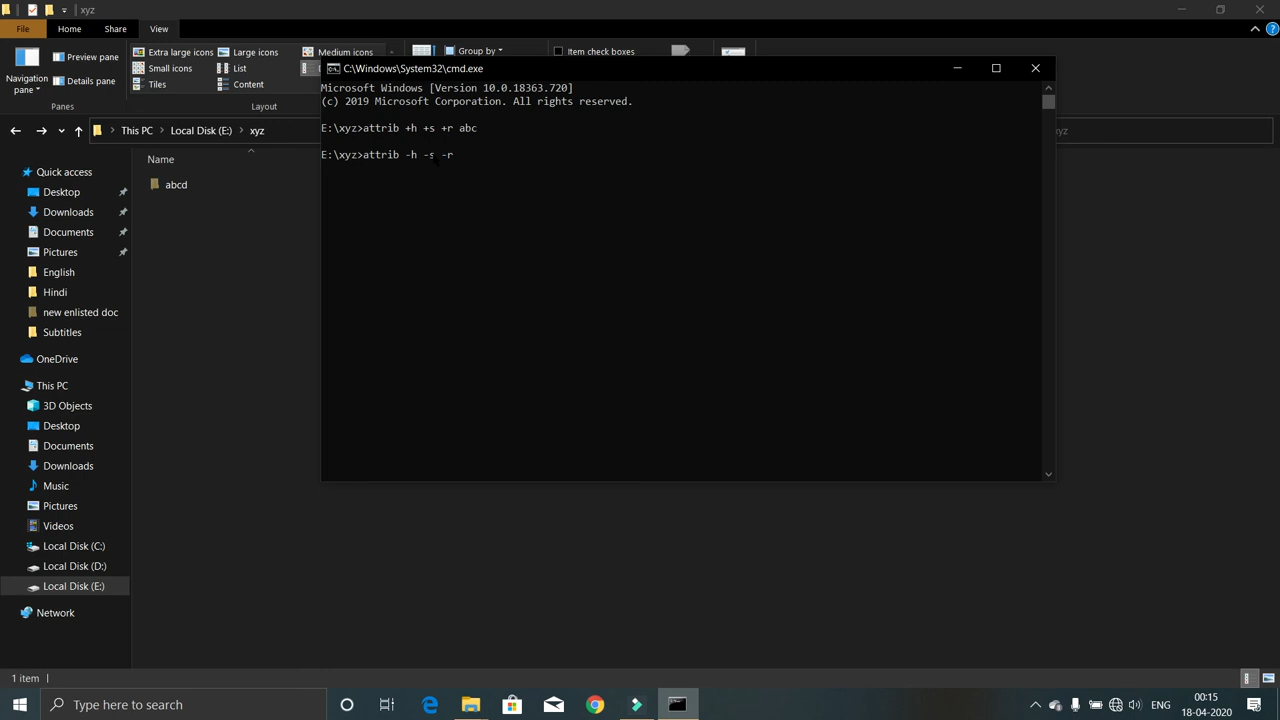 xyz
File
Home
Share
View
Navigation pane
Preview pane
Details pane
Panes
Extra large icons
Large icons
Medium icons
Small icons
List
Tiles
Content
Layout
Group by
Item check boxes
C:\Windows\System32\cmd.exe
Microsoft Windows [Version 10.0.18363.720]
(c) 2019 Microsoft Corporation. All rights reserved.
E:\xyz>attrib +h +s +r abc
E:\xyz>attrib -h -s -r
This PC
Local Disk (E:)
xyz
xyz
Name
abcd
Quick access
Desktop
Downloads
Documents
Pictures
English
Hindi
new enlisted doc
Subtitles
OneDrive
This PC
3D Objects
Desktop
Documents
Downloads
Music
Pictures
Videos
Local Disk (C:)
Local Disk (D:)
Local Disk (E:)
Network
1 item
Type here to search
ENG
00:15
18-04-2020